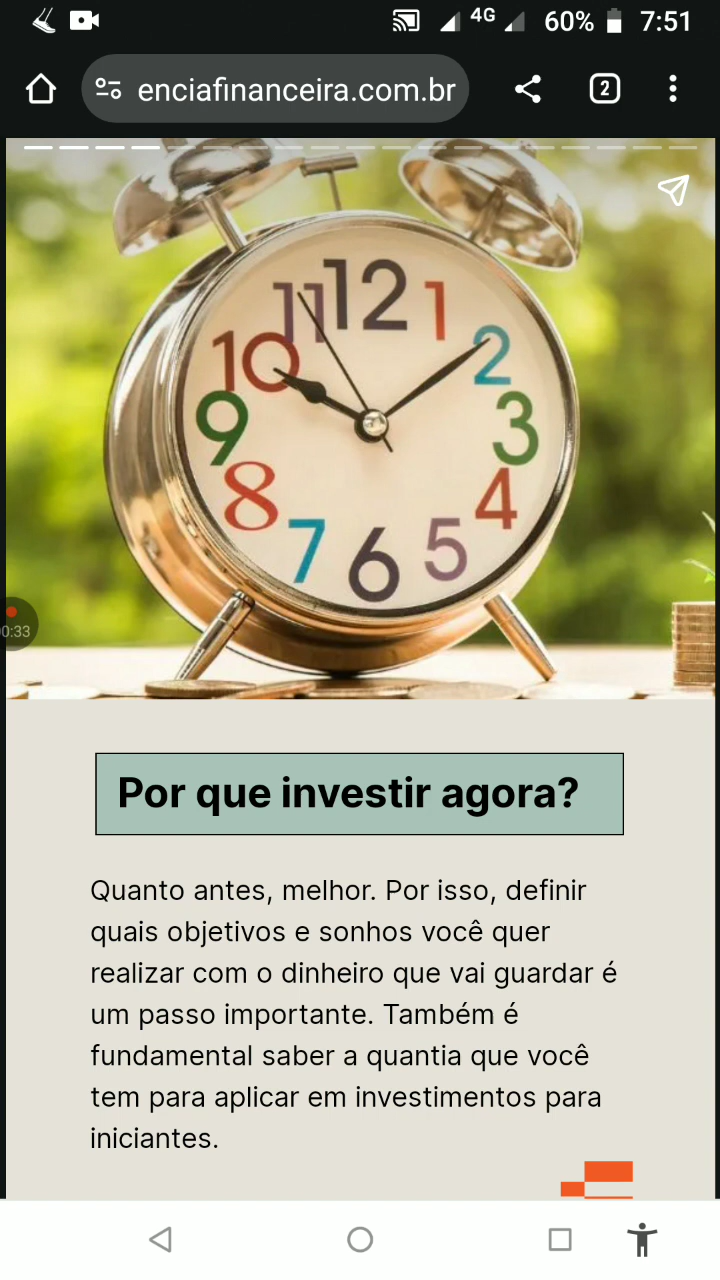 4G 60% 7:51
enciafinanceira.com.br 2
12
11 1
10 2
9 3
8 4
7 5
6
0:33
Por que investir agora?
Quanto antes, melhor. Por isso, definir
quais objetivos e sonhos você quer
realizar com o dinheiro que vai guardar é
um passo importante. Também é
fundamental saber a quantia que você
tem para aplicar em investimentos para
iniciantes.